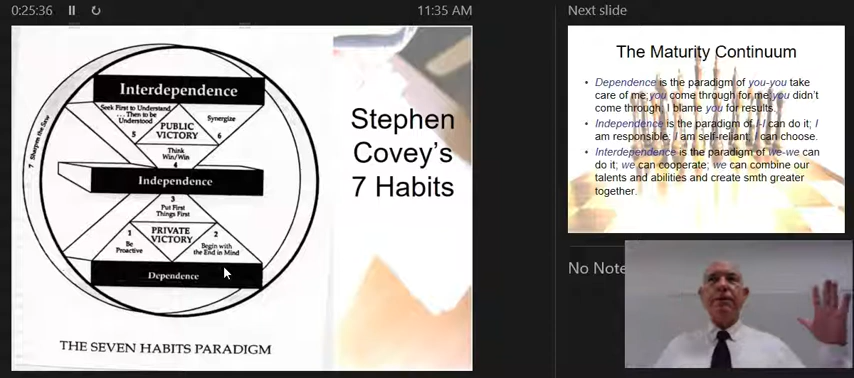 0:25:36
11:35 AM
Next slide
Interdependence
Seek First to Understand
...Then to be
Understood
5
PUBLIC
VICTORY
Synergize
6
Think
Win/Win
4
Independence
3
Put First
Things First
1
Be
Proactive
PRIVATE
VICTORY
2
Begin with
the End in Mind
Dependence
7 Sharpen the Saw
THE SEVEN HABITS PARADIGM
Stephen
Covey's
7 Habits
The Maturity Continuum
• Dependence is the paradigm of you-you take
care of me; you come through for me; you didn't
come through; I blame you for results.
• Independence is the paradigm of I-I can do it; I
am responsible; I am self-reliant, I can choose.
• Interdependence is the paradigm of we-we can
do it; we can cooperate; we can combine our
talents and abilities and create smth greater
together.
No Note